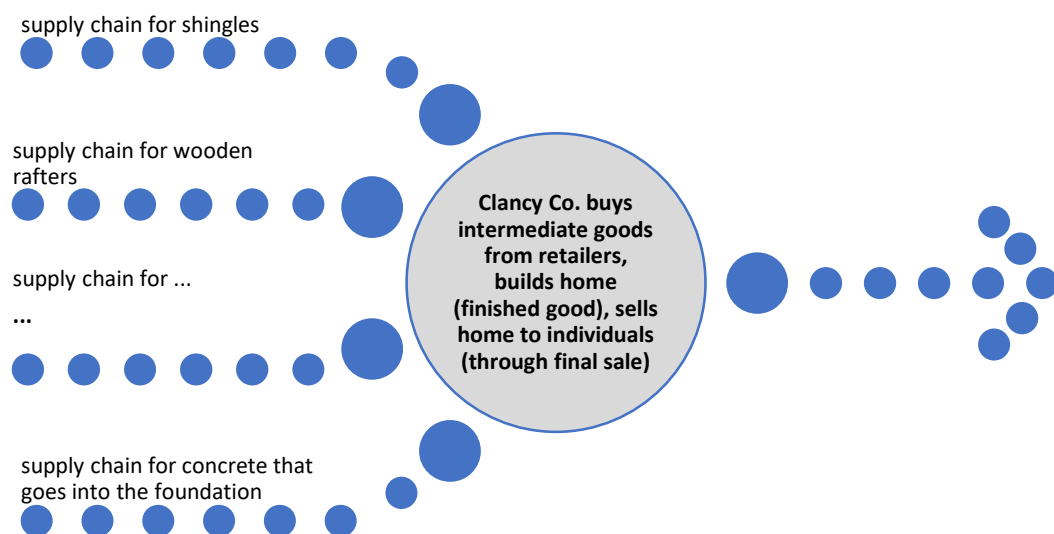 supply chain for shingles
supply chain for wooden
rafters
supply chain for ...
...
supply chain for concrete that
goes into the foundation
Clancy Co. buys
intermediate goods
from retailers,
builds home
(finished good), sells
home to individuals
(through final sale)